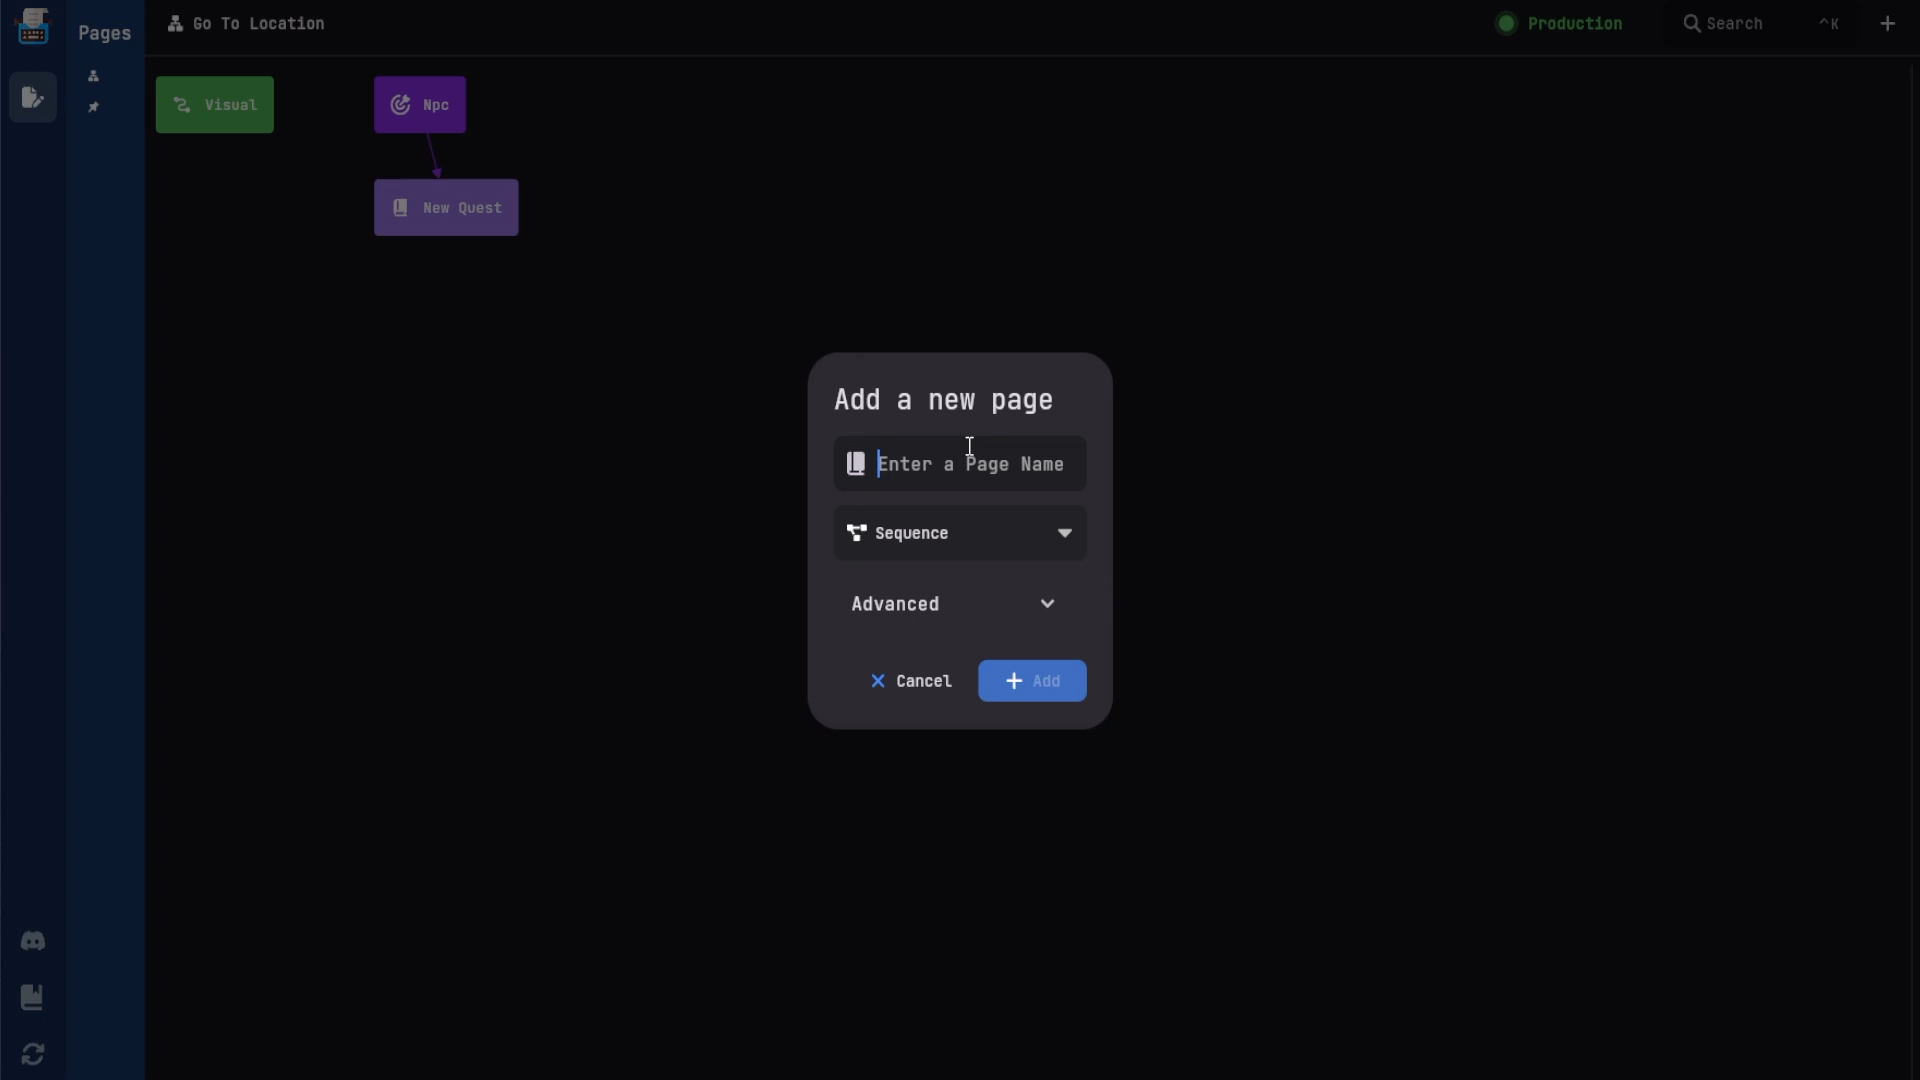 Pages
Go To Location
Production
Search
^K
Visual
Npc
New Quest
Add a new page
Enter a Page Name
Sequence
Advanced
Cancel
Add